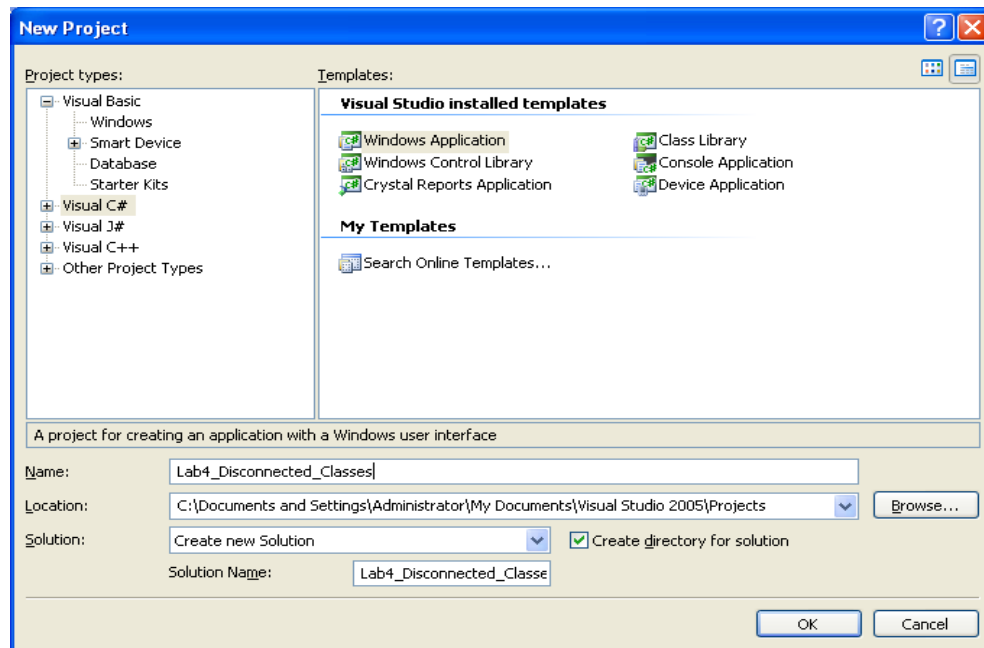 New Project
Project types:
Templates:
Visual Basic
Windows
Smart Device
Database
Starter Kits
Visual C#
Visual J#
Visual C++
Other Project Types
Visual Studio installed templates
Windows Application
Class Library
Windows Control Library
Console Application
Crystal Reports Application
Device Application
My Templates
Search Online Templates...
A project for creating an application with a Windows user interface
Name:
Lab4_Disconnected_Classes
Location:
C:\Documents and Settings\Administrator\My Documents\Visual Studio 2005\Projects
Browse...
Solution:
Create new Solution
Create directory for solution
Solution Name:
Lab4_Disconnected_Classe
OK
Cancel